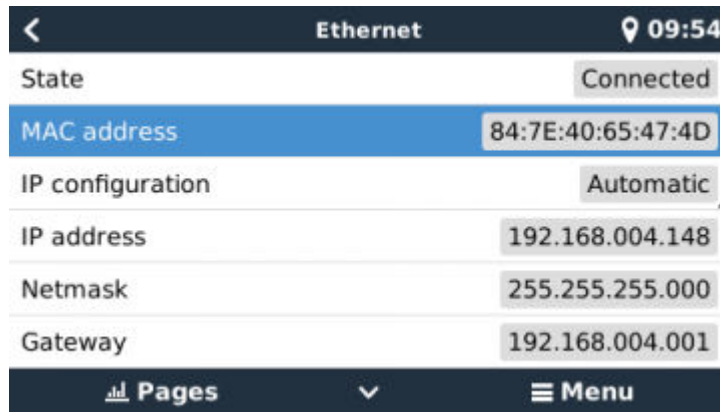 Ethernet 09:54
State Connected
MAC address 84:7E:40:65:47:4D
IP configuration Automatic
IP address 192.168.004.148
Netmask 255.255.255.000
Gateway 192.168.004.001
Pages Menu